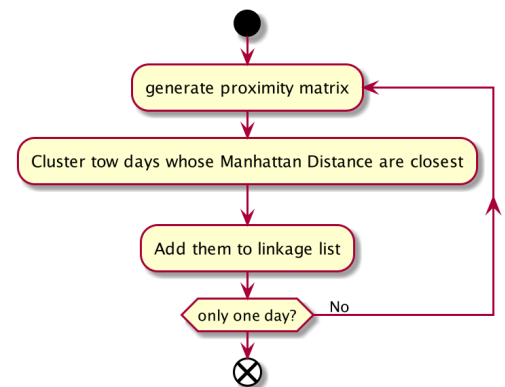 generate proximity matrix
Cluster tow days whose Manhattan Distance are closest
Add them to linkage list
only one day?
No